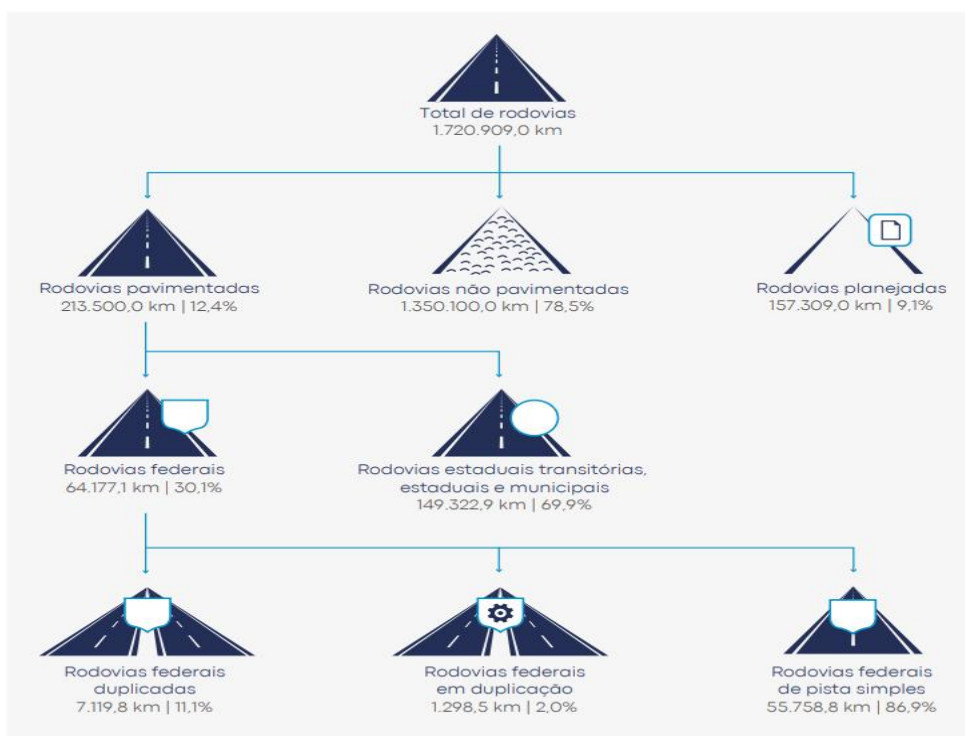 Total de rodovias
1.720.909,0 km
Rodovias pavimentadas
213.500,0 km | 12,4%
Rodovias não pavimentadas
1.350.100,0 km | 78,5%
Rodovias planejadas
157.309,0 km | 9,1%
Rodovias federais
64.177,1 km | 30,1%
Rodovias estaduais transitórias,
estaduais e municipais
149.322,9 km | 69,9%
Rodovias federais
duplicadas
7.119,8 km | 11,1%
Rodovias federais
em duplicação
1.298,5 km | 2,0%
Rodovias federais
de pista simples
55.758,8 km | 86,9%